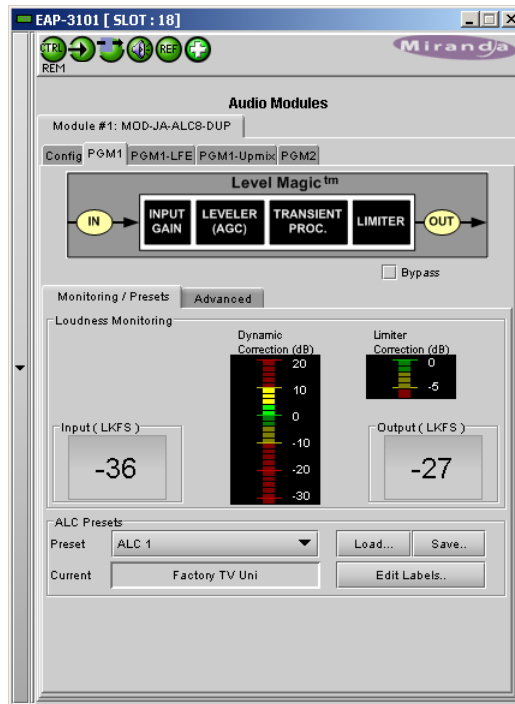 EAP-3101 [ SLOT : 18]
CTRL REF
REM
Miranda
Audio Modules
Module #1: MOD-JA-ALC8-DUP
Config PGM1 PGM1-LFE PGM1-Upmix PGM2
Level Magic tm
IN INPUT GAIN LEVELER (AGC) TRANSIENT PROC. LIMITER OUT
Bypass
Monitoring / Presets Advanced
Loudness Monitoring
Dynamic Correction (dB)
20
10
0
-10
-20
-30
Limiter Correction (dB)
0
-5
Input ( LKFS )
-36
Output ( LKFS )
-27
ALC Presets
Preset ALC 1 Load... Save..
Current Factory TV Uni Edit Labels..